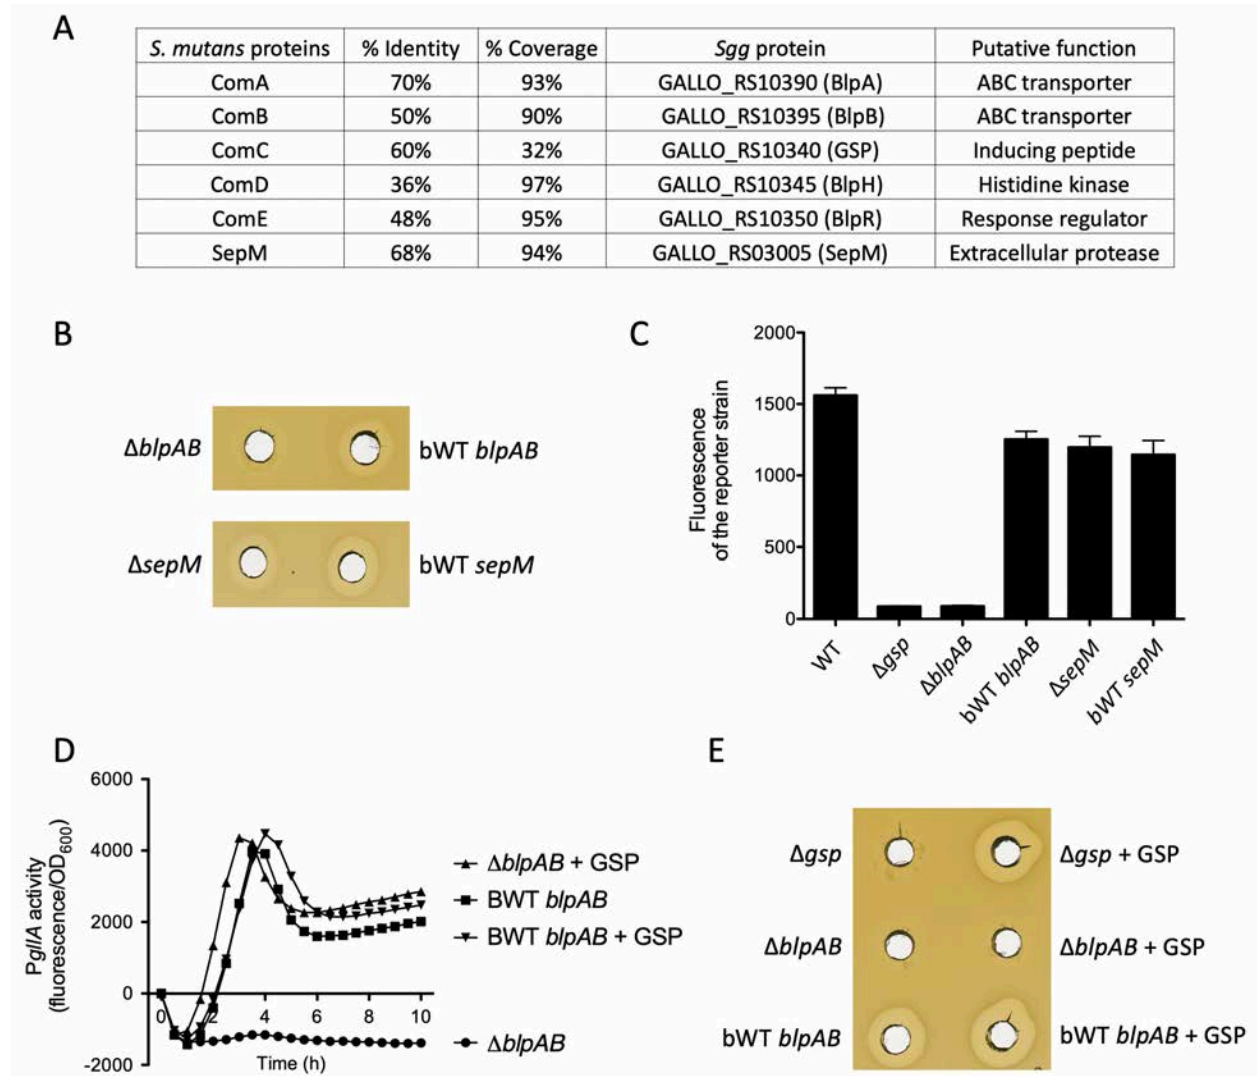 A
S. mutans proteins % Identity % Coverage Sgg protein Putative function
ComA 70% 93% GALLO_RS10390 (BlpA) ABC transporter
ComB 50% 90% GALLO_RS10395 (BlpB) ABC transporter
ComC 60% 32% GALLO_RS10340 (GSP) Inducing peptide
ComD 36% 97% GALLO_RS10345 (BlpH) Histidine kinase
ComE 48% 95% GALLO_RS10350 (BlpR) Response regulator
SepM 68% 94% GALLO_RS03005 (SepM) Extracellular protease
B
ΔblpAB bWT blpAB
ΔsepM bWT sepM
C
Fluorescence
of the reporter strain
2000
1500
1000
500
0
WT
Δgsp
ΔblpAB
bWT blpAB
ΔsepM
bWT sepM
D
PgllA activity
(fluorescence/OD600)
6000
4000
2000
0
-2000
0 2 4 6 8 10
Time (h)
ΔblpAB + GSP
BWT blpAB
BWT blpAB + GSP
ΔblpAB
E
Δgsp Δgsp + GSP
ΔblpAB ΔblpAB + GSP
bWT blpAB bWT blpAB + GSP